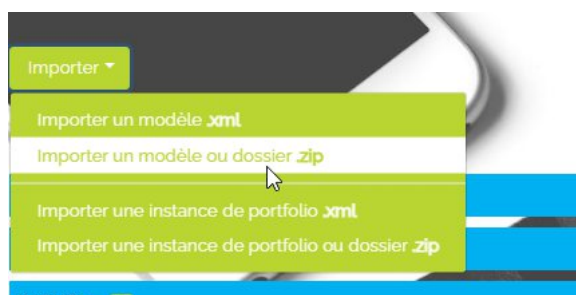 Importer
Importer un modèle .xml
Importer un modèle ou dossier .zip
Importer une instance de portfolio .xml
Importer une instance de portfolio ou dossier .zip